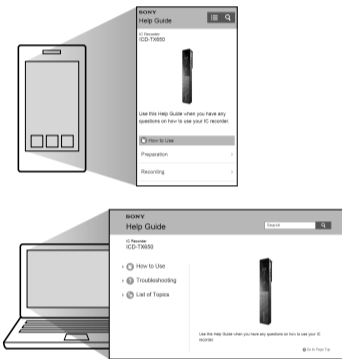 SONY
Help Guide
IC Recorder
ICD-TX650
Use this Help Guide when you have any
questions on how to use your IC recorder.
How to Use
Preparation
Recording
SONY
Help Guide
Search
IC Recorder
ICD-TX650
How to Use
Troubleshooting
List of Topics
Use this Help Guide when you have any questions on how to use your IC
recorder.
Go to Page Top